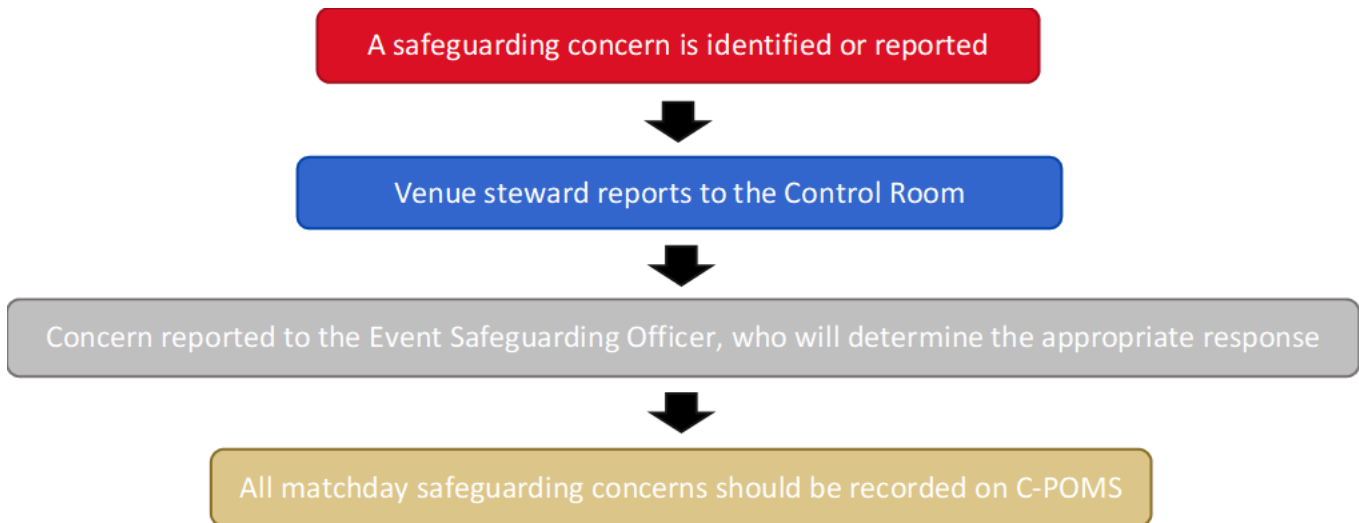 A safeguarding concern is identified or reported
Venue steward reports to the Control Room
Concern reported to the Event Safeguarding Officer, who will determine the appropriate response
All matchday safeguarding concerns should be recorded on C-POMS